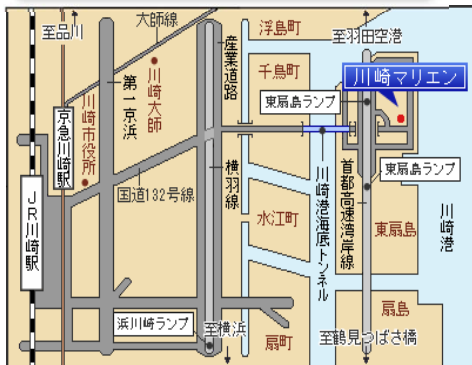 至品川
大師線
浮島町
至羽田空港
産業道路
千鳥町
川崎マリエン
東扇島ランプ
第一京浜
川崎大師
川崎市役所
京急川崎駅
JR川崎駅
国道132号線
横羽線
水江町
川崎港海底トンネル
首都高速湾岸線
東扇島ランプ
川崎港
東扇島
扇島
浜川崎ランプ
至横浜
扇町
至鶴見つばさ橋